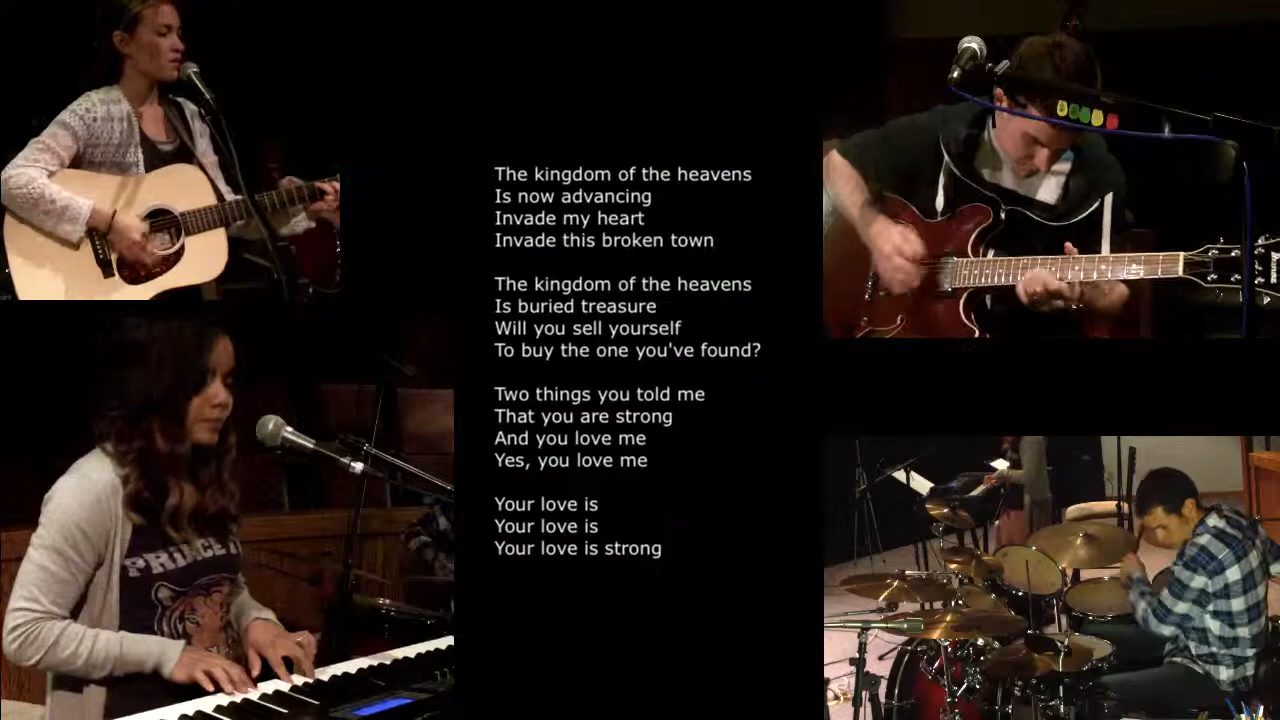 The kingdom of the heavens
Is now advancing
Invade my heart
Invade this broken town
The kingdom of the heavens
Is buried treasure
Will you sell yourself
To buy the one you've found?
Two things you told me
That you are strong
And you love me
Yes, you love me
Your love is
Your love is
Your love is strong